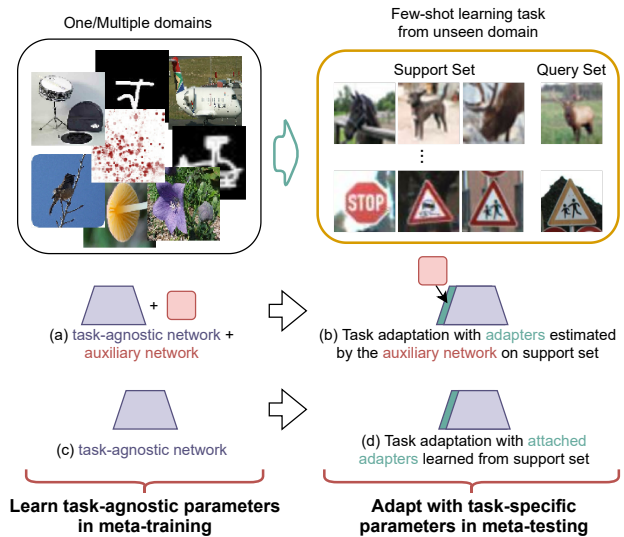 One/Multiple domains
Few-shot learning task
from unseen domain
Support Set
Query Set
...
STOP
+
(a) task-agnostic network +
auxiliary network
(b) Task adaptation with adapters estimated
by the auxiliary network on support set
(c) task-agnostic network
(d) Task adaptation with attached
adapters learned from support set
Learn task-agnostic parameters
in meta-training
Adapt with task-specific
parameters in meta-testing